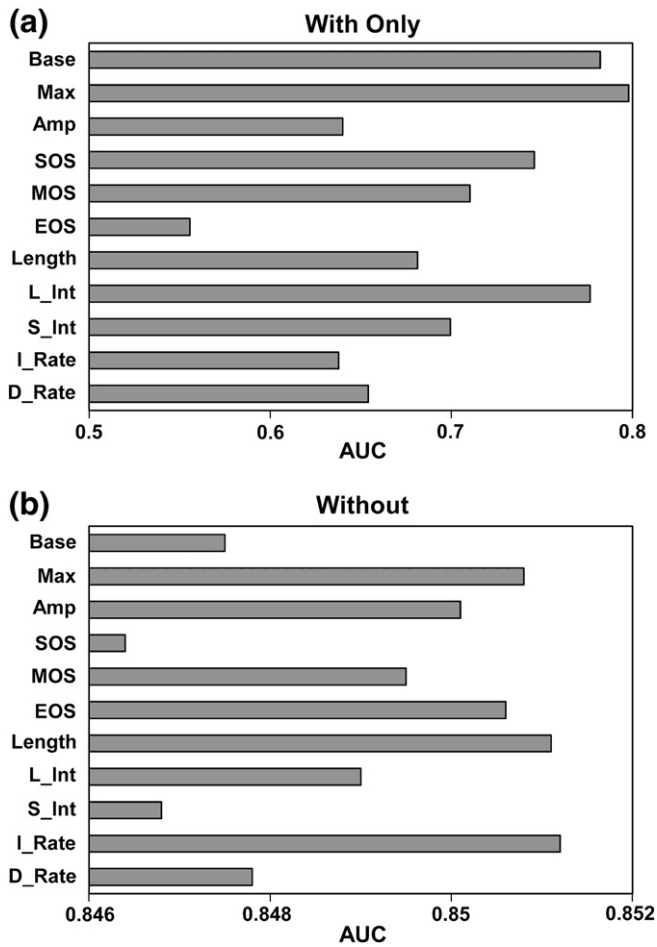 (a) With Only
Base
Max
Amp
SOS
MOS
EOS
Length
L_Int
S_Int
I_Rate
D_Rate
0.5 0.6 0.7 0.8
AUC
(b) Without
Base
Max
Amp
SOS
MOS
EOS
Length
L_Int
S_Int
I_Rate
D_Rate
0.846 0.848 0.85 0.852
AUC